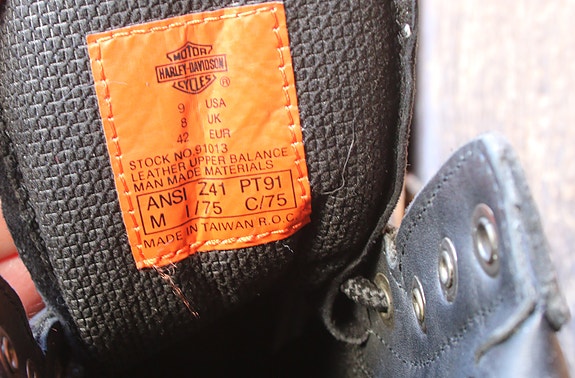 MOTOR
HARLEY-DAVIDSON
CYCLES ®
9 USA
8 UK
42 EUR
STOCK NO.91013
LEATHER UPPER BALANCE
MAN MADE MATERIALS
ANSI Z41 PT91
M I/75 C/75
MADE IN TAIWAN R.O.C